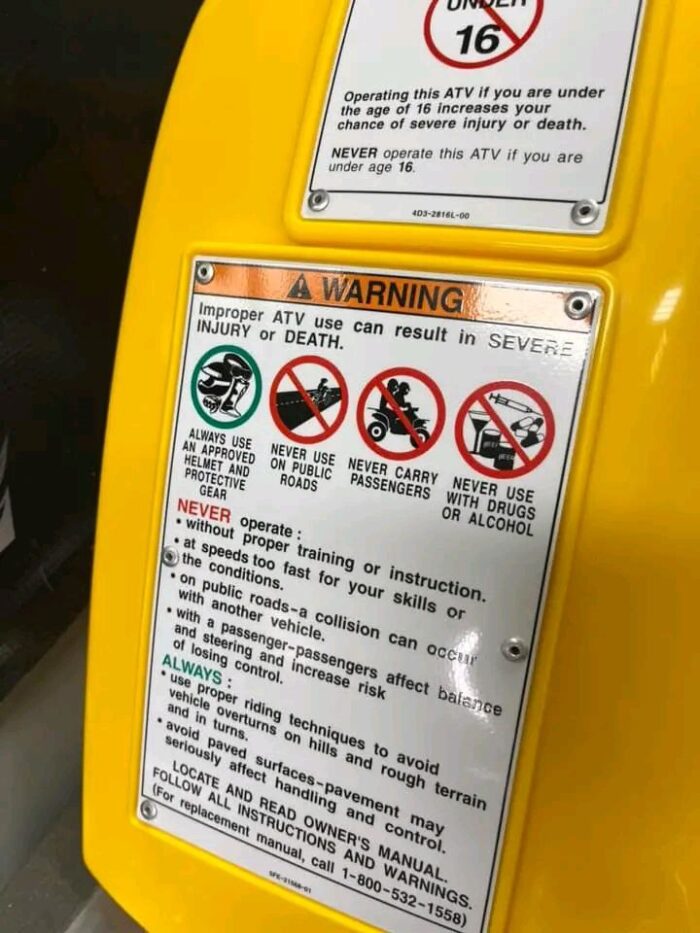 UNDER
16
Operating this ATV if you are under
the age of 16 increases your
chance of severe injury or death.
NEVER operate this ATV if you are
under age 16.
4D3-2816L-00
WARNING
Improper ATV use can result in SEVERE
INJURY or DEATH.
ALWAYS USE
AN APPROVED
HELMET AND
PROTECTIVE
GEAR
NEVER USE
ON PUBLIC
ROADS
NEVER CARRY
PASSENGERS
BEER
BEER
NEVER USE
WITH DRUGS
OR ALCOHOL
NEVER operate :
• without proper training or instruction.
• at speeds too fast for your skills or
the conditions.
• on public roads-a collision can occur
with another vehicle.
• with a passenger-passengers affect balance
and steering and increase risk
of losing control.
ALWAYS :
• use proper riding techniques to avoid
vehicle overturns on hills and rough terrain
and in turns.
• avoid paved surfaces-pavement may
seriously affect handling and control.
LOCATE AND READ OWNER'S MANUAL.
FOLLOW ALL INSTRUCTIONS AND WARNINGS.
(For replacement manual, call 1-800-532-1558)